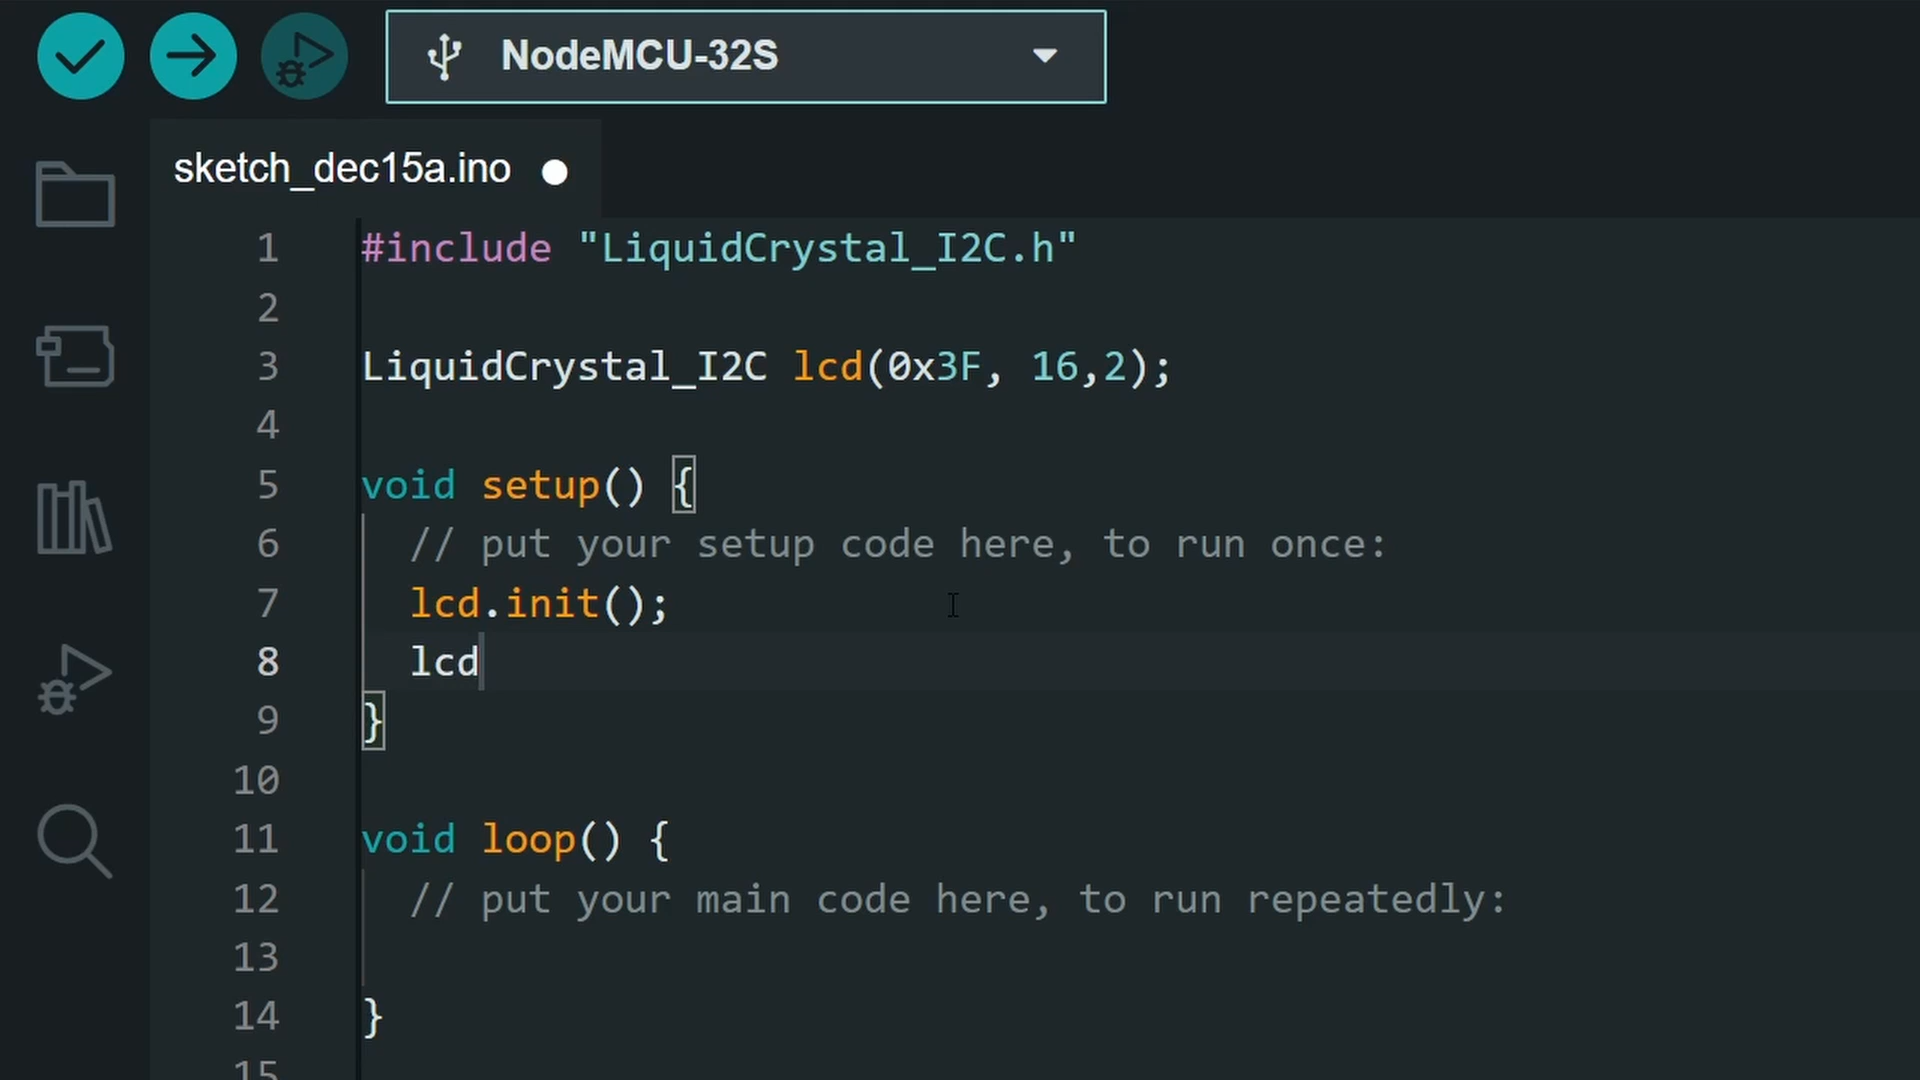 NodeMCU-32S
sketch_dec15a.ino
1 #include "LiquidCrystal_I2C.h"
2
3 LiquidCrystal_I2C lcd(0x3F, 16,2);
4
5 void setup() {
6 // put your setup code here, to run once:
7 lcd.init();
8 lcd
9 }
10
11 void loop() {
12 // put your main code here, to run repeatedly:
13
14 }
15